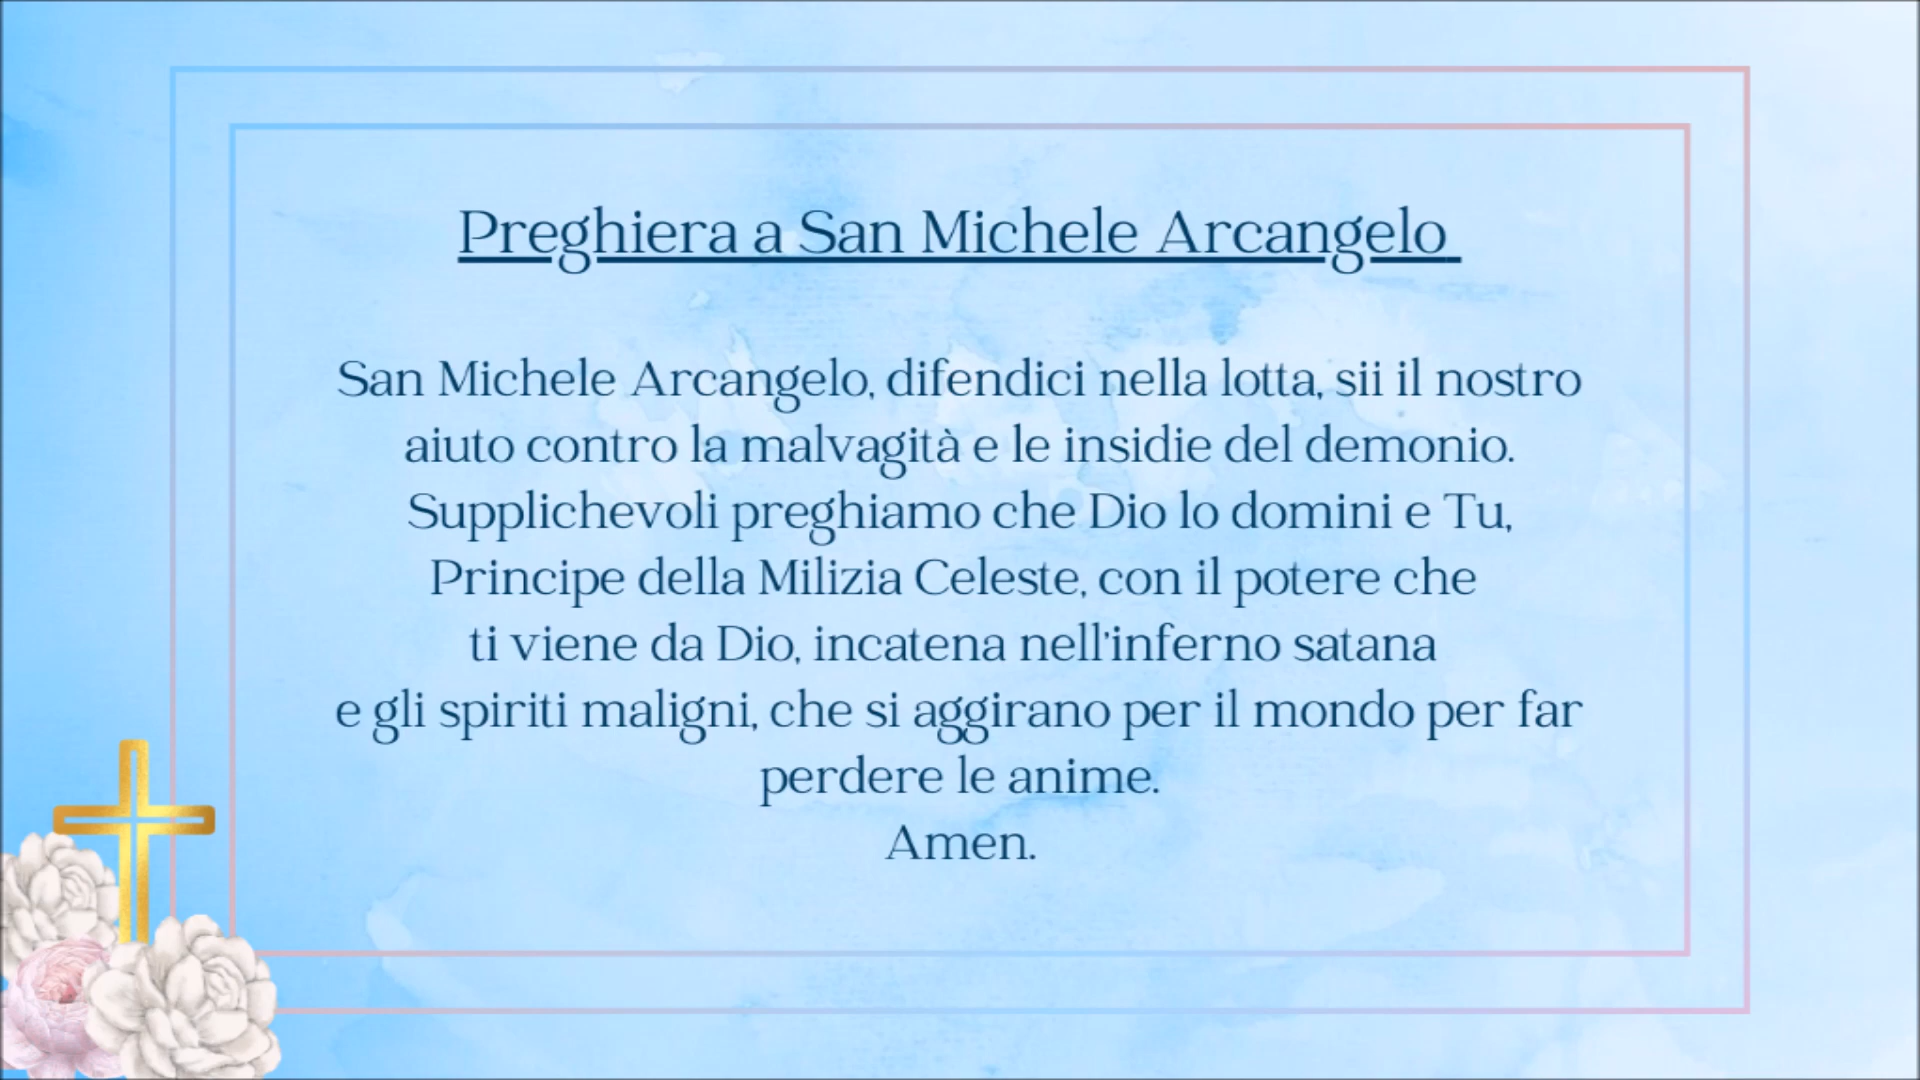 Preghiera a San Michele Arcangelo
San Michele Arcangelo, difendici nella lotta, sii il nostro
aiuto contro la malvagità e le insidie del demonio.
Supplichevoli preghiamo che Dio lo domini e Tu,
Principe della Milizia Celeste, con il potere che
ti viene da Dio, incatena nell'inferno satana
e gli spiriti maligni, che si aggirano per il mondo per far
perdere le anime.
Amen.